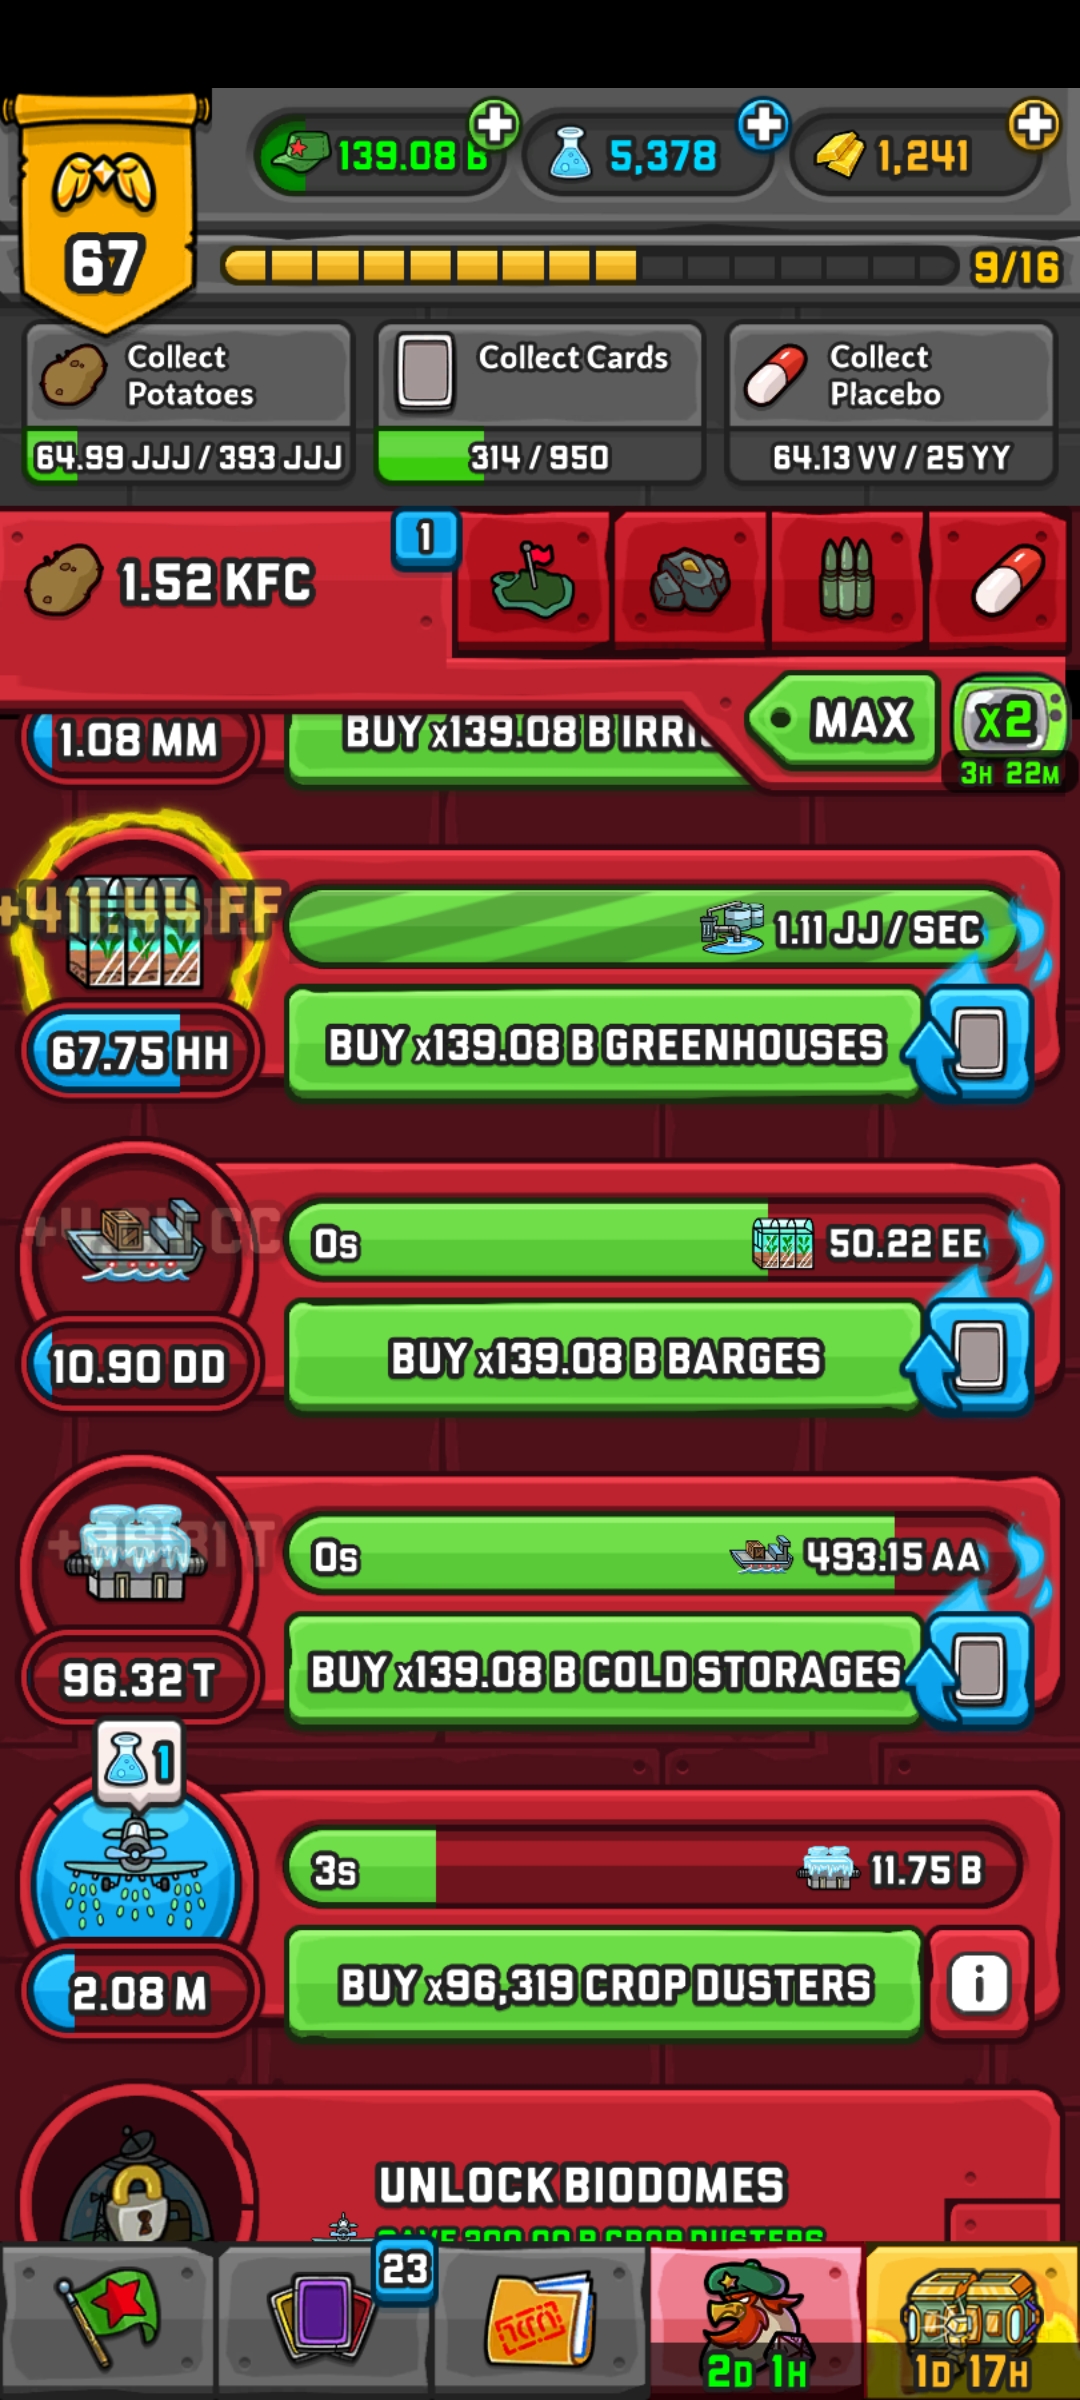 139.08 B
5,378
1,241
67
9/16
Collect Potatoes
64.99 JJJ / 393 JJJ
Collect Cards
314 / 950
Collect Placebo
64.13 VV / 25 YY
1.52 KFC
1
MAX
x2
3H 22M
1.08 MM
BUY x139.08 B
+411.44 FF
1.11 JJ / SEC
67.75 HH
BUY x139.08 B GREENHOUSES
CC
0s
50.22 EE
10.90 DD
BUY x139.08 B BARGES
0s
493.15 AA
96.32 T
BUY x139.08 B COLD STORAGES
1
3s
11.75 B
2.08 M
BUY x96,319 CROP DUSTERS
i
UNLOCK BIODOMES
CROP DUSTERS
23
2D 1H
1D 17H